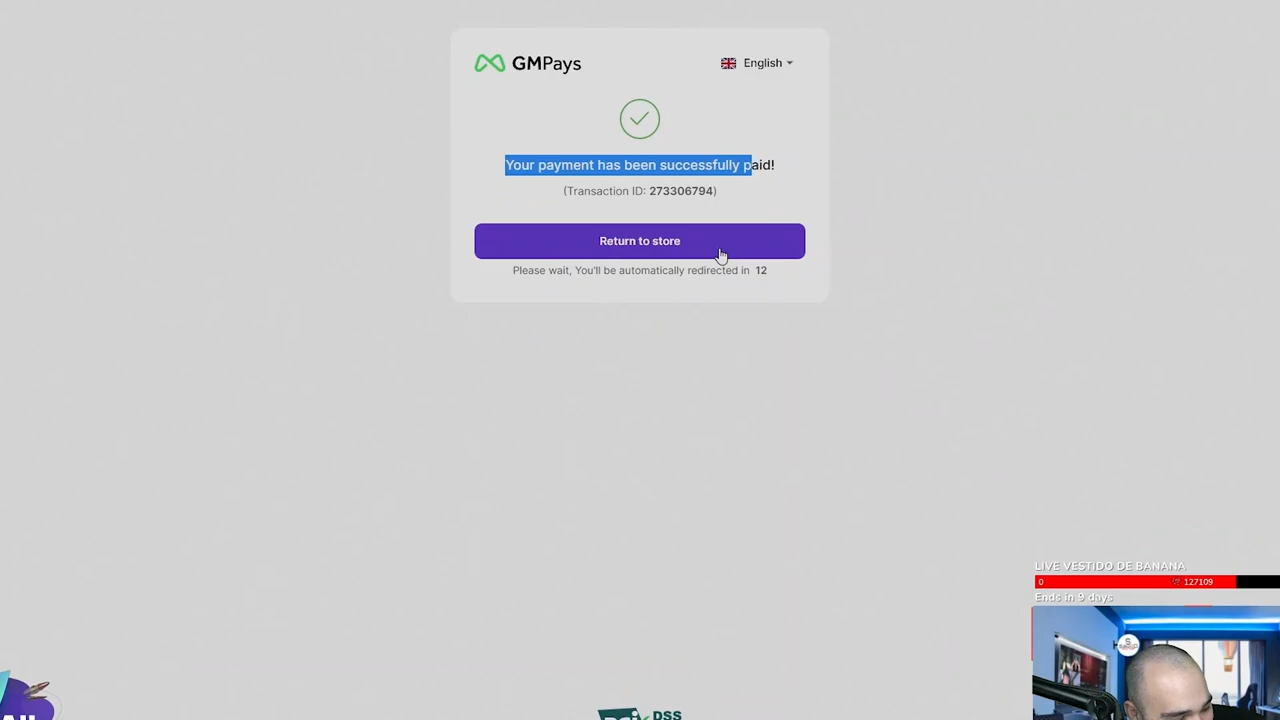 GMPays
English
Your payment has been successfully paid!
(Transaction ID: 273306794)
Return to store
Please wait, You'll be automatically redirected in 12
LIVE VESTIDO DE BANANA
0 127109
Ends in 9 days
DSS